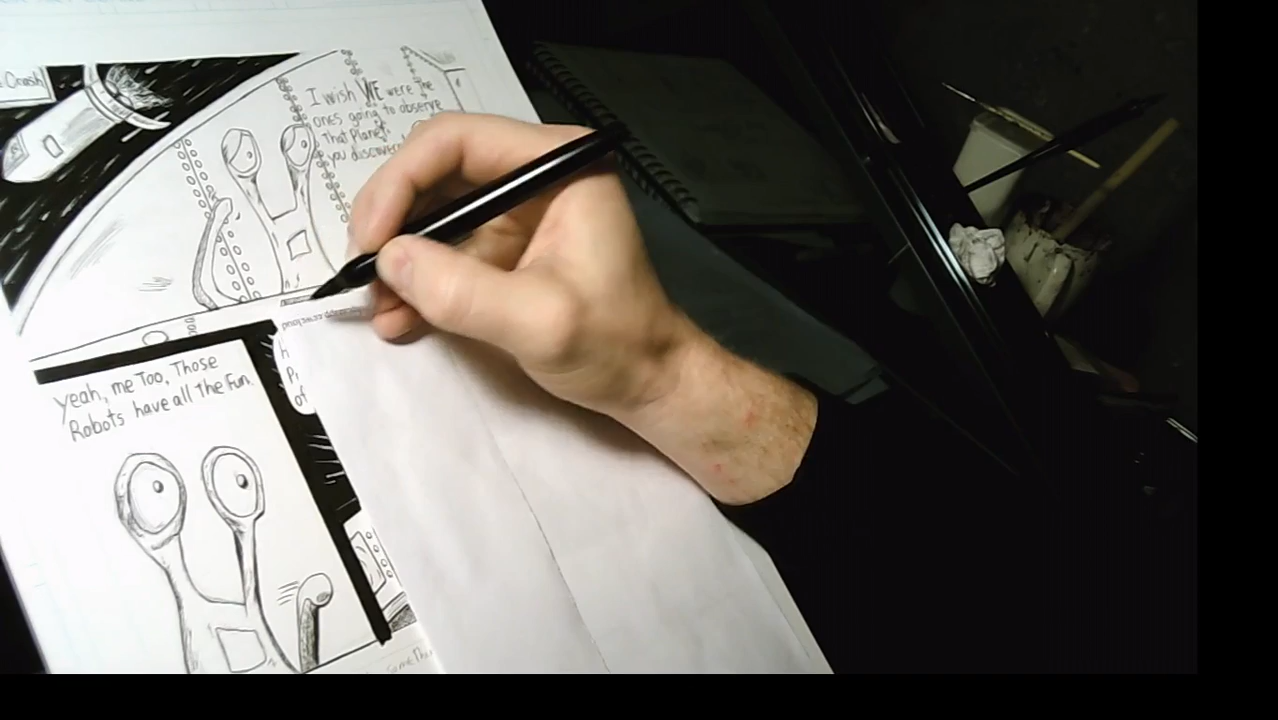 Crash
I wish WE were The
ones going to observe
That Planet
you discovered
yeah, me Too, Those
Robots have all the Fun.
of